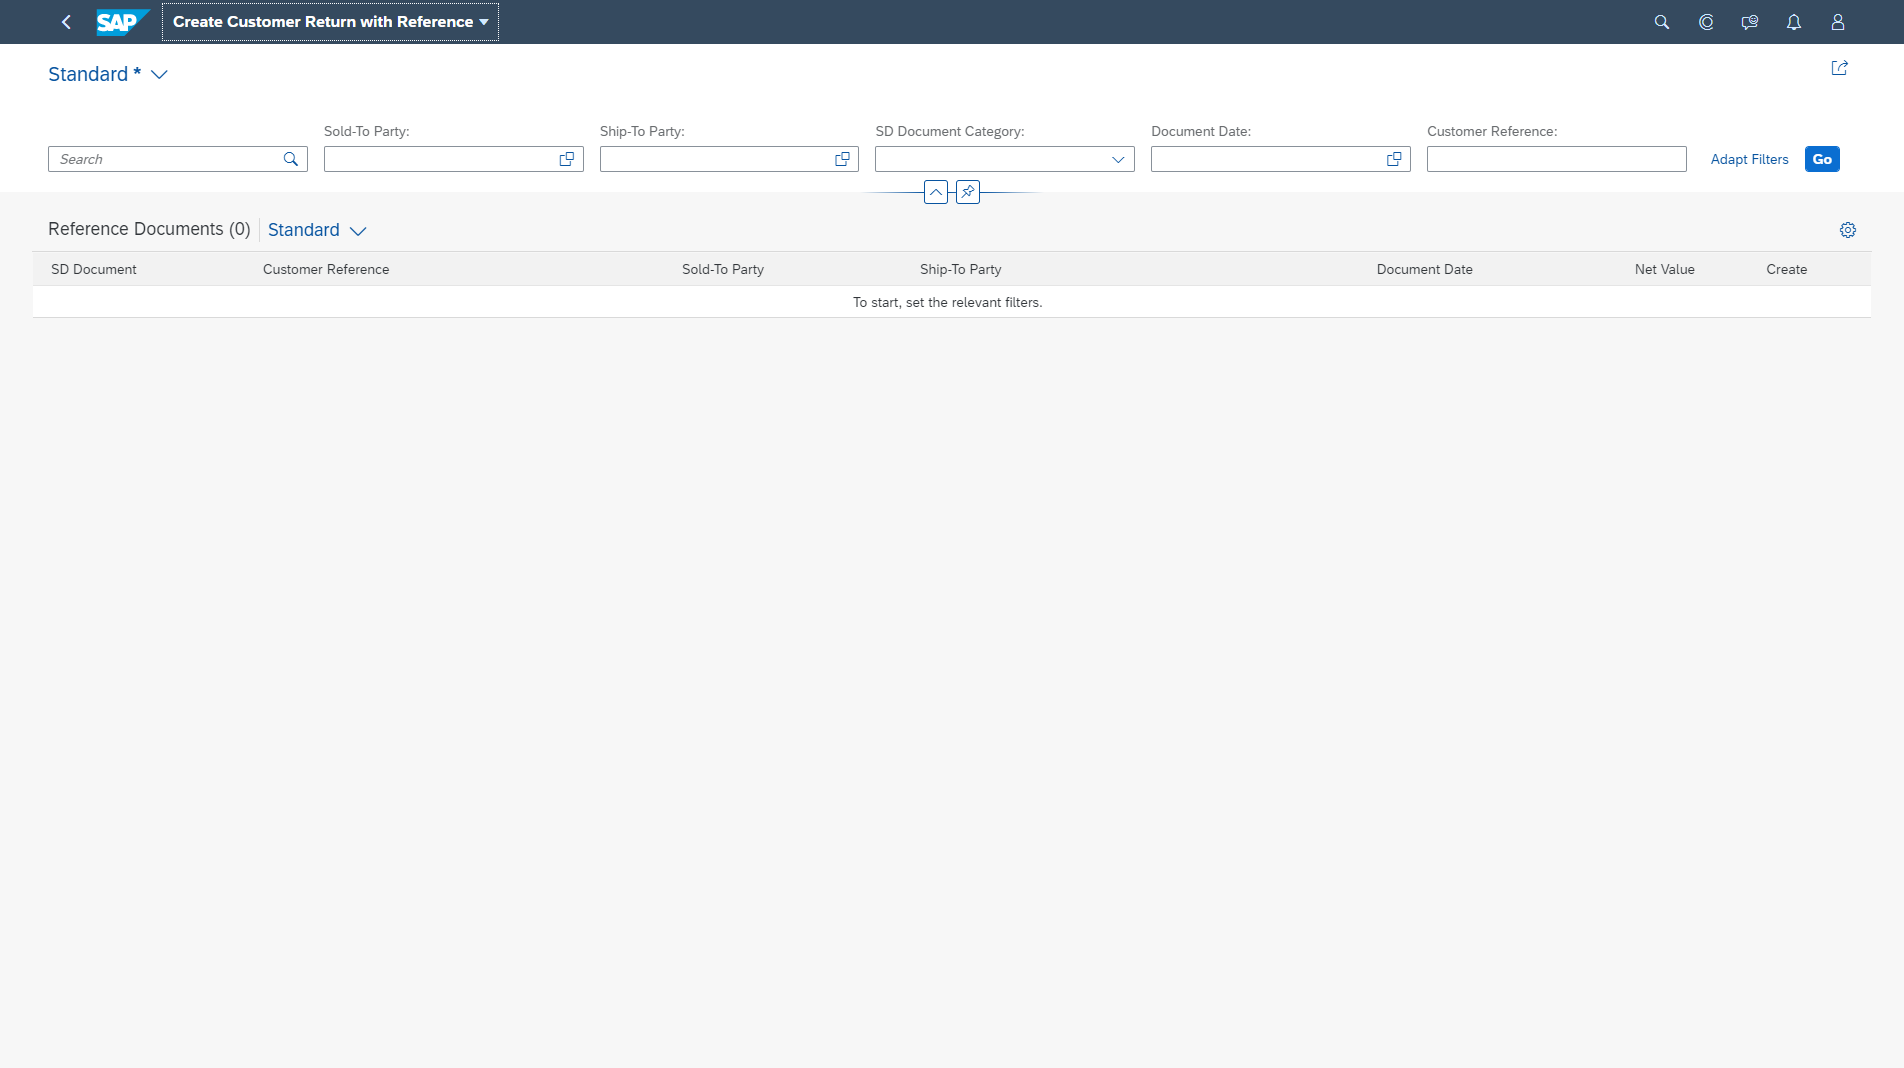 SAP Create Customer Return with Reference
Standard *
Sold-To Party: Ship-To Party: SD Document Category: Document Date: Customer Reference:
Search Adapt Filters Go
Reference Documents (0) Standard
SD Document Customer Reference Sold-To Party Ship-To Party Document Date Net Value Create
To start, set the relevant filters.